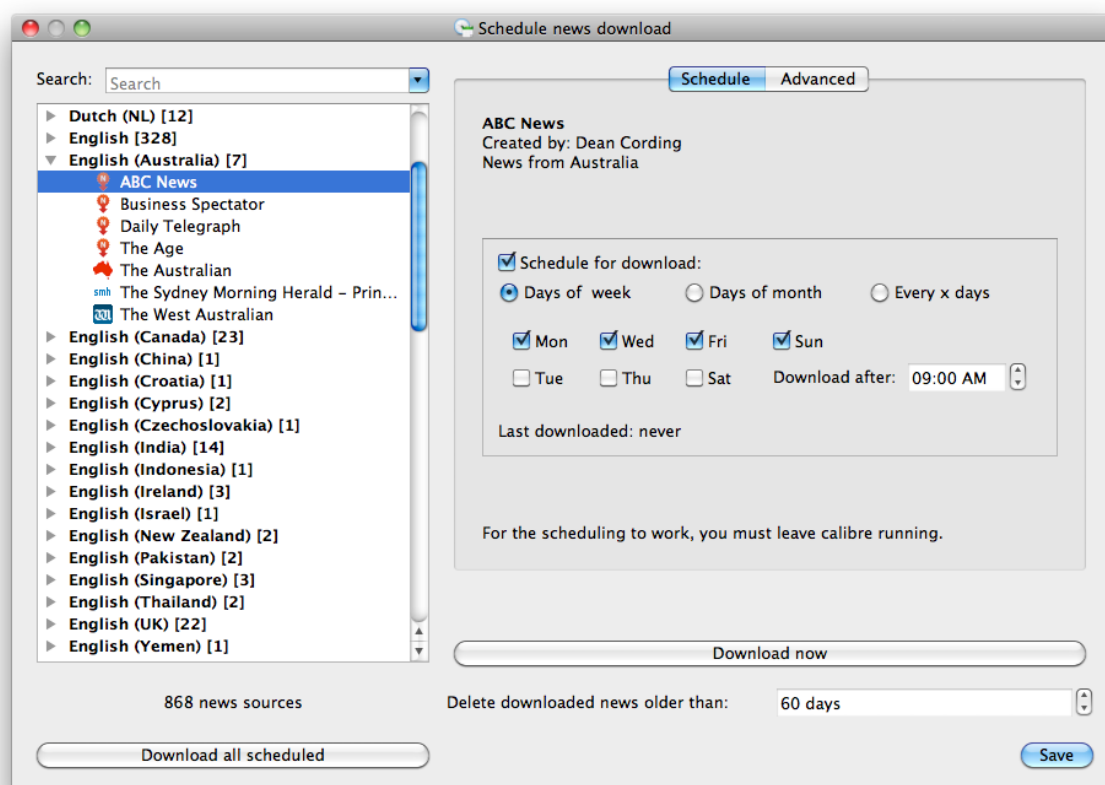 Schedule news download
Search: Search
Dutch (NL) [12]
English [328]
English (Australia) [7]
ABC News
Business Spectator
Daily Telegraph
The Age
The Australian
smh The Sydney Morning Herald – Prin...
The West Australian
English (Canada) [23]
English (China) [1]
English (Croatia) [1]
English (Cyprus) [2]
English (Czechoslovakia) [1]
English (India) [14]
English (Indonesia) [1]
English (Ireland) [3]
English (Israel) [1]
English (New Zealand) [2]
English (Pakistan) [2]
English (Singapore) [3]
English (Thailand) [2]
English (UK) [22]
English (Yemen) [1]
868 news sources
Download all scheduled
Schedule Advanced
ABC News
Created by: Dean Cording
News from Australia
Schedule for download:
Days of week Days of month Every x days
Mon Wed Fri Sun
Tue Thu Sat Download after: 09:00 AM
Last downloaded: never
For the scheduling to work, you must leave calibre running.
Download now
Delete downloaded news older than: 60 days
Save